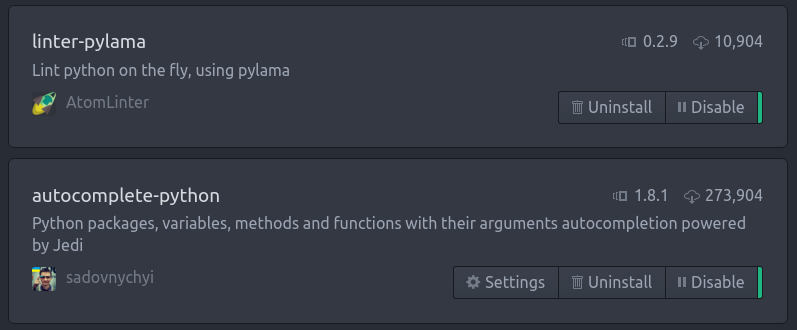 linter-pylama 0.2.9 10,904
Lint python on the fly, using pylama
AtomLinter Uninstall Disable
autocomplete-python 1.8.1 273,904
Python packages, variables, methods and functions with their arguments autocompletion powered
by Jedi
sadovnychyi Settings Uninstall Disable